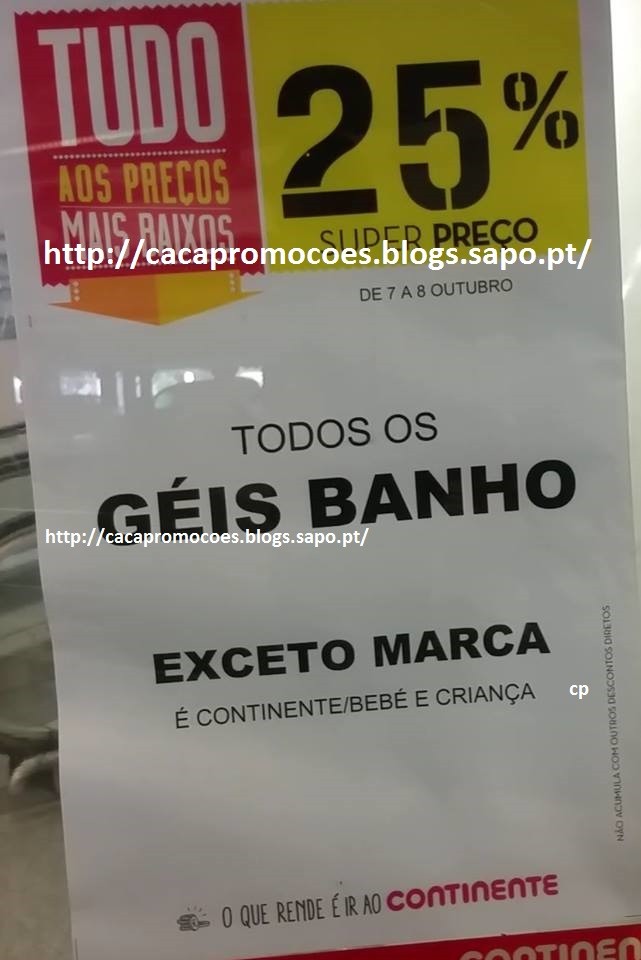 TUDO
AOS PREÇOS
MAIS BAIXOS
25%
SUPER PREÇO
http://cacapromocoes.blogs.sapo.pt/
DE 7 A 8 OUTUBRO
TODOS OS
GÉIS BANHO
http://cacapromocoes.blogs.sapo.pt/
EXCETO MARCA
É CONTINENTE/BEBÉ E CRIANÇA
cp
NÃO ACUMULA COM OUTROS DESCONTOS DIRETOS
O QUE RENDE É IR AO CONTINENTE
CONTINEN